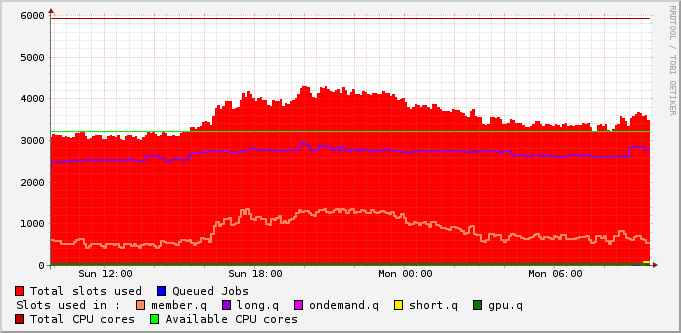 RRDTOOL / TOBI OETIKER
6000
5000
4000
3000
2000
1000
0
Sun 12:00 Sun 18:00 Mon 00:00 Mon 06:00
Total slots used Queued Jobs
Slots used in : member.q long.q ondemand.q short.q gpu.q
Total CPU cores Available CPU cores